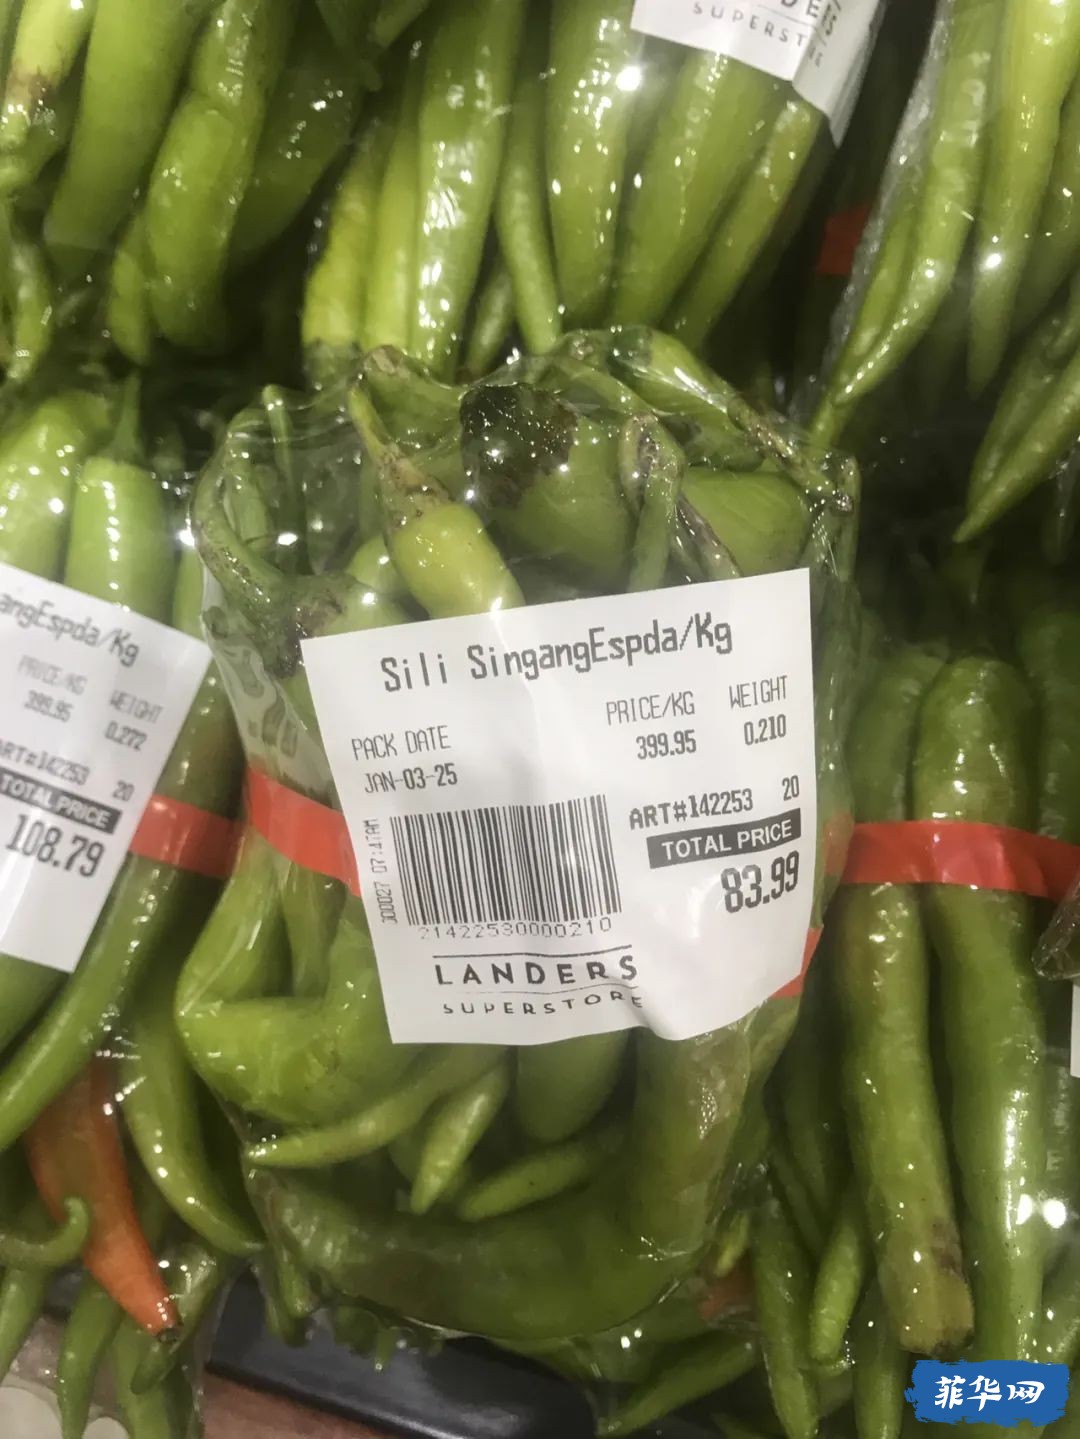 SUPERST
Sili SingangEspda/Kg
PRICE/KG WEIGHT
399.95 0.210
PACK DATE
JAN-03-25
ART#142253 20
TOTAL PRICE
83.99
07:47AM
21422530000210
LANDERS
SUPERSTORE
angEspda/Kg
PRICE/KG WEIGHT
399.95 0.272
ART#142253 20
TOTAL PRICE
108.79
菲华网